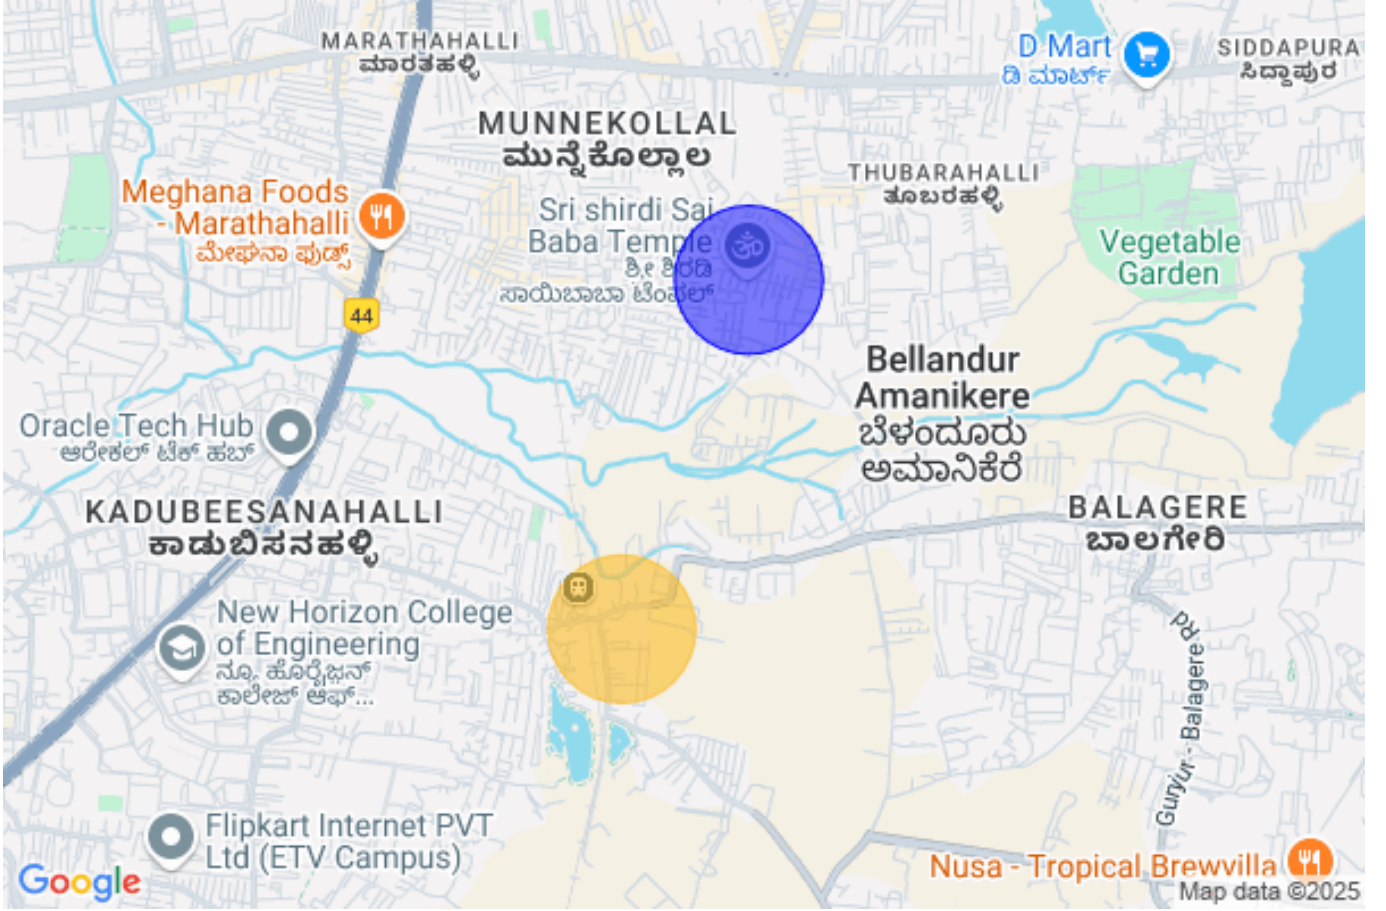 MARATHAHALLI
ಮಾರತಹಳ್ಳಿ
D Mart
ಡಿ ಮಾರ್ಟ್
SIDDAPURA
ಸಿದ್ದಾಪುರ
MUNNEKOLLAL
ಮುನ್ನೆಕೊಲ್ಲಾಲ
THUBARAHALLI
ತೂಬರಹಳ್ಳಿ
Meghana Foods
- Marathahalli
ಮೇಘನಾ ಫುಡ್ಸ್
Sri shirdi Sai
Baba Temple
ಶ್ರೀ ಶಿರಡಿ
ಸಾಯಿಬಾಬಾ ಟೆಂಪಲ್
Vegetable
Garden
44
Bellandur
Amanikere
ಬೆಳಂದೂರು
ಅಮಾನಿಕೆರೆ
Oracle Tech Hub
ಆರೇಕಲ್ ಟೆಕ್ ಹಬ್
KADUBEESANAHALLI
ಕಾಡುಬಿಸನಹಳ್ಳಿ
BALAGERE
ಬಾಲಗೇರಿ
New Horizon College
of Engineering
ನ್ಯೂ ಹೊರೈಜನ್
ಕಾಲೇಜ್ ಆಫ್...
Gunjur - Balagere Rd
Flipkart Internet PVT
Ltd (ETV Campus)
Nusa - Tropical Brewvilla
Google
Map data ©2025